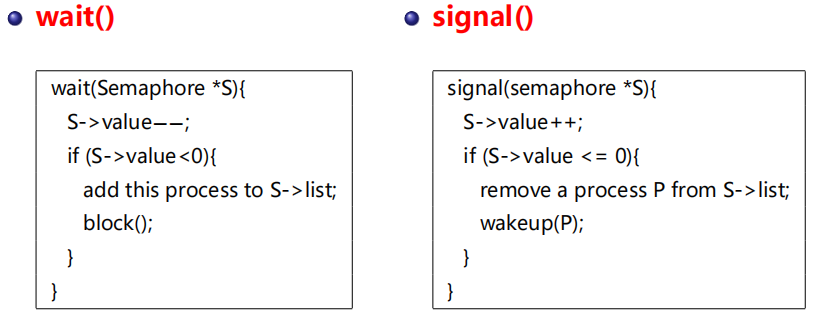 wait()
wait(Semaphore *S){
S->value−−;
if (S->value<0){
add this process to S->list;
block();
}
}
signal()
signal(semaphore *S){
S->value++;
if (S->value <= 0){
remove a process P from S->list;
wakeup(P);
}
}